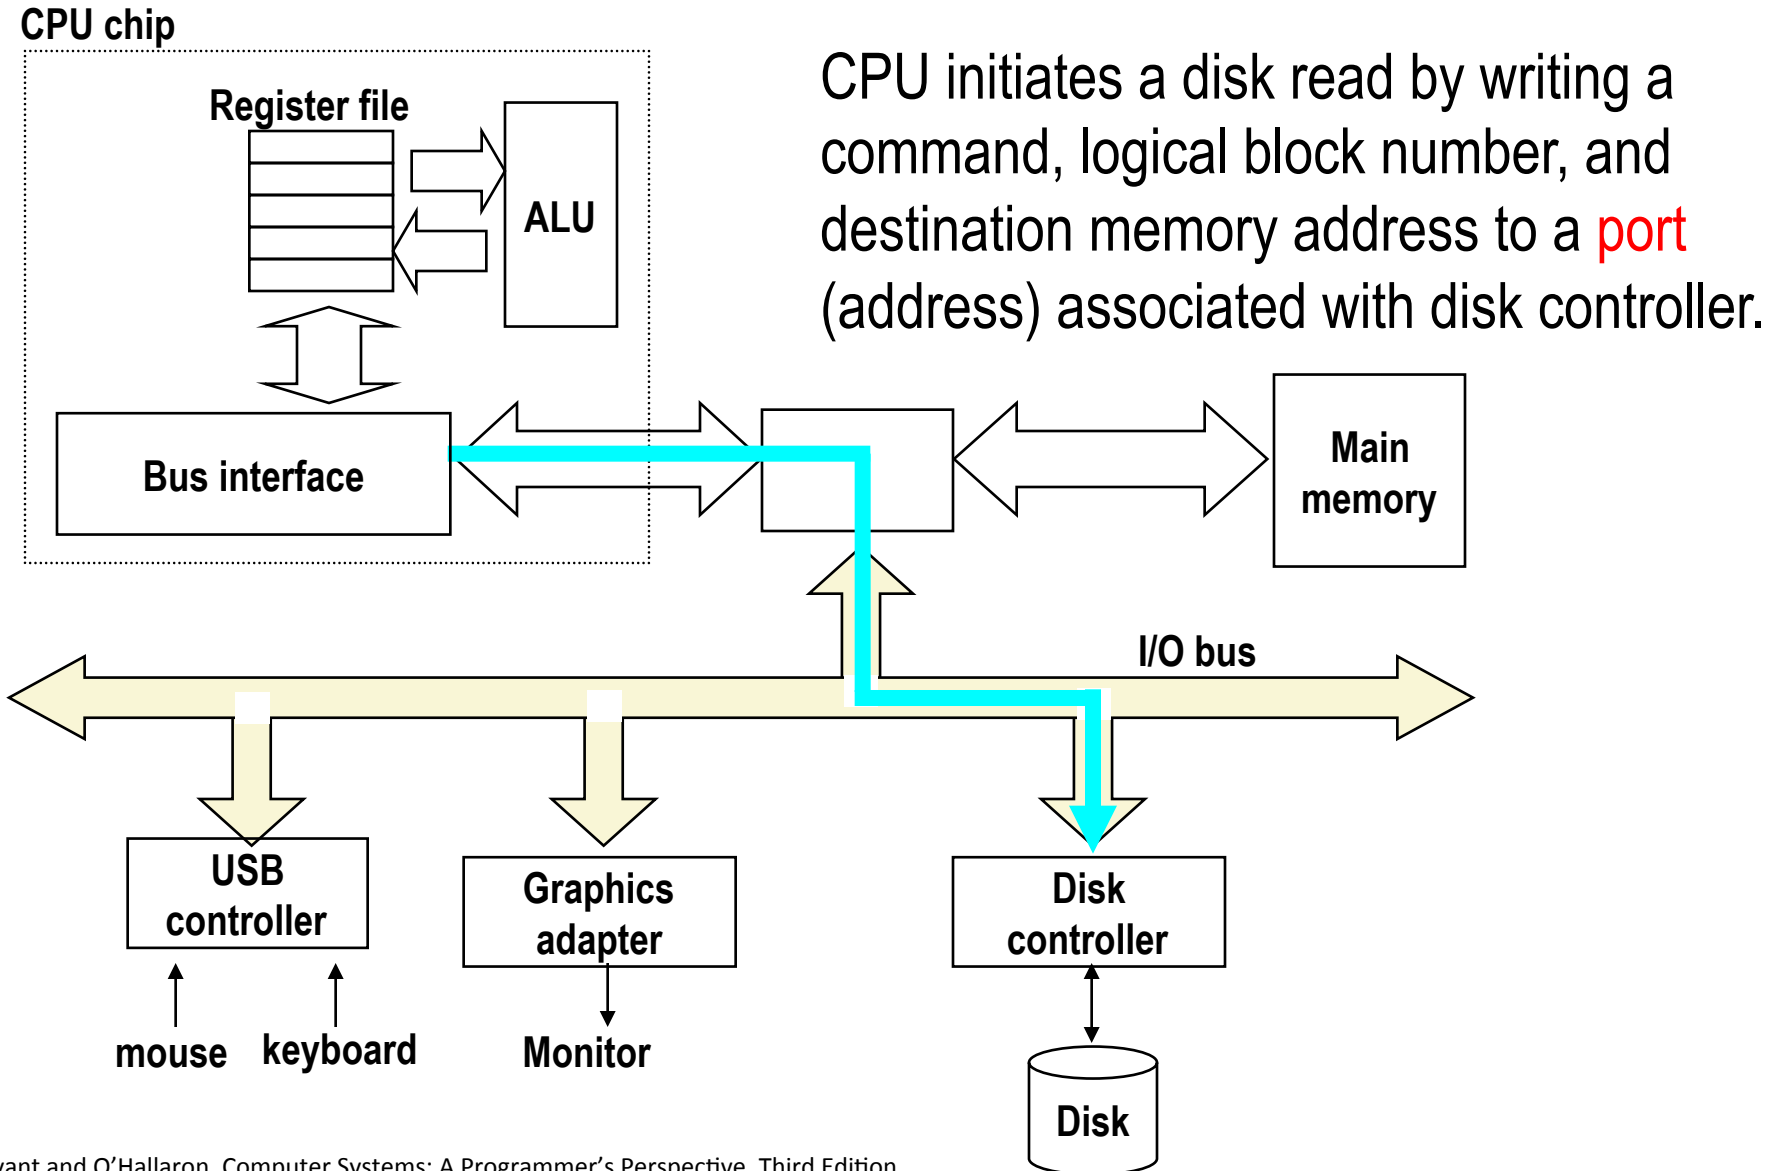 CPU chip
CPU initiates a disk read by writing a
command, logical block number, and
destination memory address to a port
(address) associated with disk controller.
Register file
ALU
Bus interface
Main
memory
I/O bus
USB
controller
Graphics
adapter
Disk
controller
mouse
keyboard
Monitor
Disk
and O'Hallaron, Computer Systems: A Programmer's Perspective, Third Edition